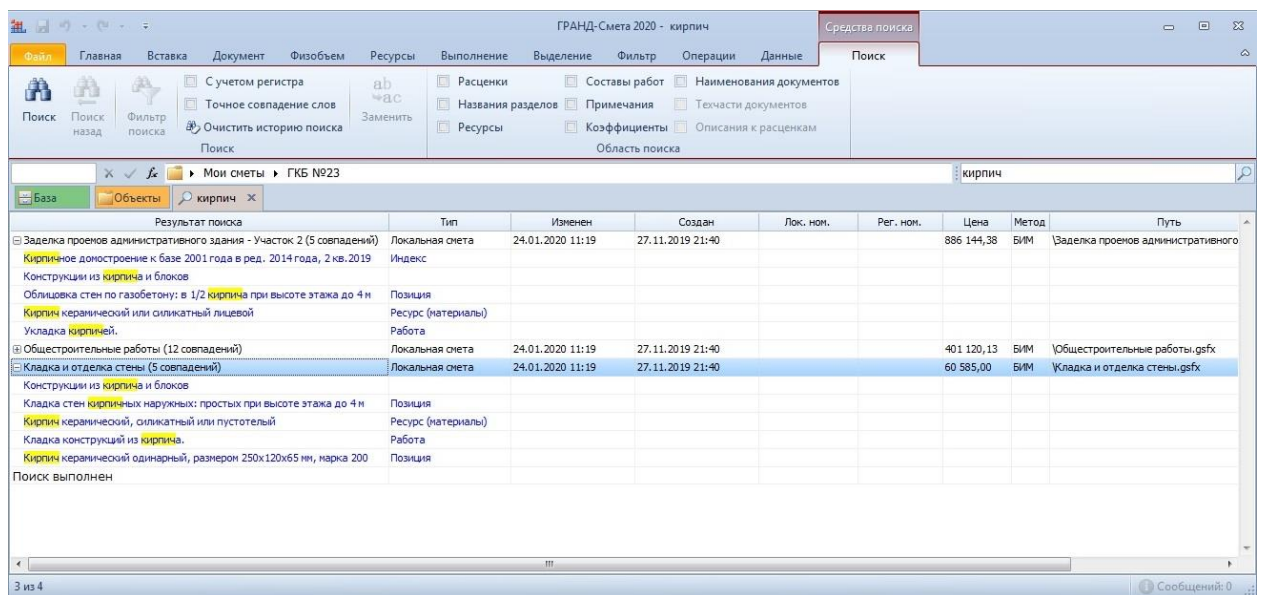 ГРАНД-Смета 2020 - кирпич Средства поиска
Файл Главная Вставка Документ Физобъем Ресурсы Выполнение Выделение Фильтр Операции Данные Поиск
Поиск
Поиск назад
Фильтр поиска
С учетом регистра
Точное совпадение слов
Очистить историю поиска
Поиск
ab
ac
Заменить
Расценки Составы работ Наименования документов
Названия разделов Примечания Техчасти документов
Ресурсы Коэффициенты Описания к расценкам
Область поиска
fx Мои сметы ГКБ №23 кирпич
База Объекты кирпич
Результат поиска Тип Изменен Создан Лок. ном. Рег. ном. Цена Метод Путь
Заделка проемов административного здания - Участок 2 (5 совпадений) Локальная смета 24.01.2020 11:19 27.11.2019 21:40 886 144,38 БИМ \Заделка проемов административного
Кирпичное домостроение к базе 2001 года в ред. 2014 года, 2 кв.2019 Индекс
Конструкции из кирпича и блоков
Облицовка стен по газобетону: в 1/2 кирпича при высоте этажа до 4 м Позиция
Кирпич керамический или силикатный лицевой Ресурс (материалы)
Укладка кирпичей. Работа
Общестроительные работы (12 совпадений) Локальная смета 24.01.2020 11:19 27.11.2019 21:40 401 120,13 БИМ \Общестроительные работы.gsfx
Кладка и отделка стены (5 совпадений) Локальная смета 24.01.2020 11:19 27.11.2019 21:40 60 585,00 БИМ \Кладка и отделка стены.gsfx
Конструкции из кирпича и блоков
Кладка стен кирпичных наружных: простых при высоте этажа до 4 м Позиция
Кирпич керамический, силикатный или пустотелый Ресурс (материалы)
Кладка конструкций из кирпича. Работа
Кирпич керамический одинарный, размером 250x120x65 мм, марка 200 Позиция
Поиск выполнен
3 из 4 Сообщений: 0